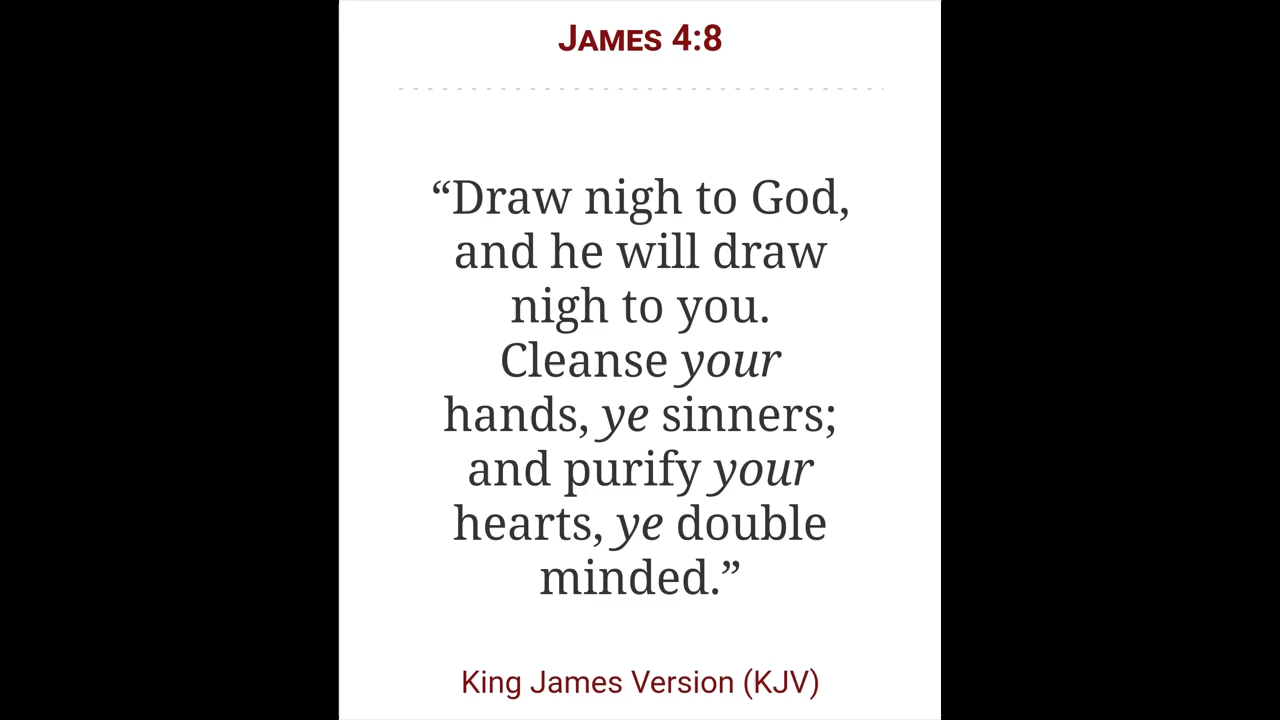 James 4:8
“Draw nigh to God,
and he will draw
nigh to you.
Cleanse your
hands, ye sinners;
and purify your
hearts, ye double
minded.”
King James Version (KJV)